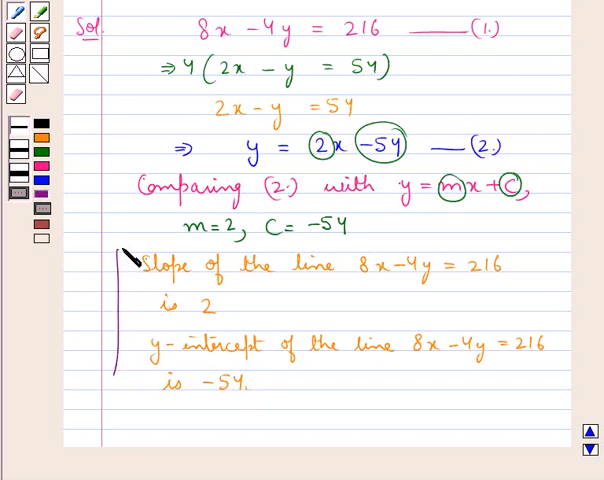 Sol. 8x - 4y = 216 ——— (1.)
⇒ 4 ( 2x - y = 54 )
2x - y = 54
⇒ y = 2x - 54 — (2.)
Comparing (2.) with y = mx + c,
m = 2, C = -54
Slope of the line 8x - 4y = 216
is 2
y - intercept of the line 8x - 4y = 216
is -54.